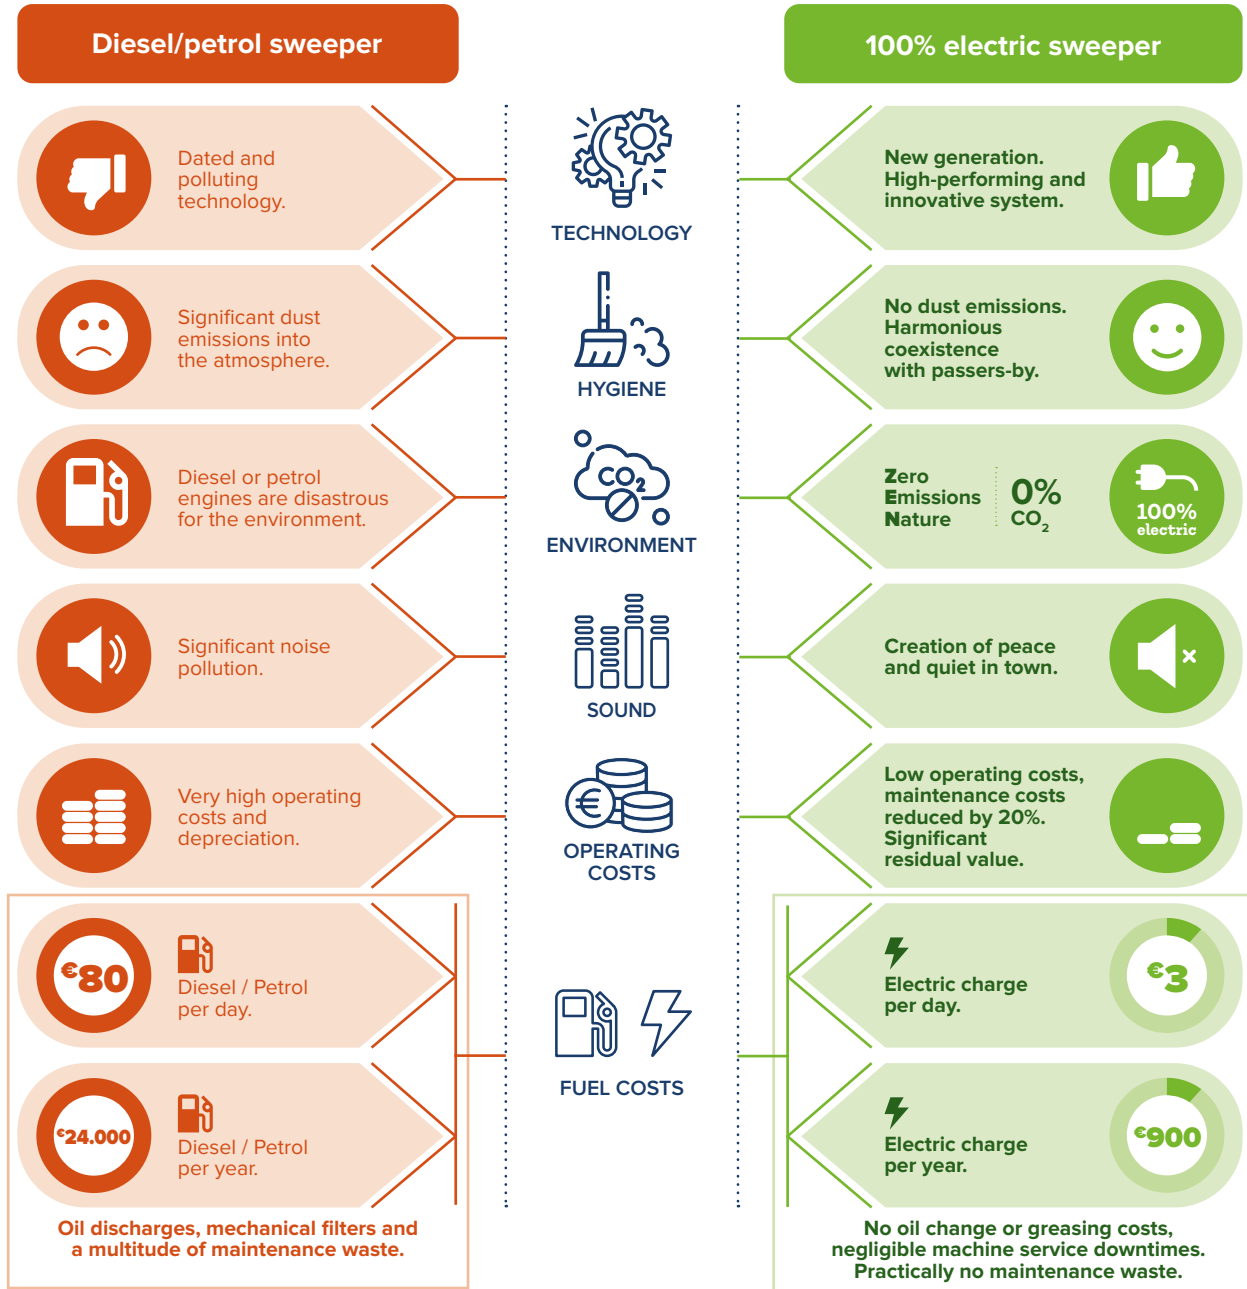 Diesel/petrol sweeper
100% electric sweeper
Dated and
polluting
technology.
TECHNOLOGY
New generation.
High-performing and
innovative system.
Significant dust
emissions into
the atmosphere.
HYGIENE
No dust emissions.
Harmonious
coexistence
with passers-by.
Diesel or petrol
engines are disastrous
for the environment.
CO2
ENVIRONMENT
Zero
Emissions
Nature
0%
CO2
100%
electric
Significant noise
pollution.
SOUND
Creation of peace
and quiet in town.
Very high operating
costs and
depreciation.
€
OPERATING
COSTS
Low operating costs,
maintenance costs
reduced by 20%.
Significant
residual value.
€80
Diesel / Petrol
per day.
Electric charge
per day.
€3
FUEL COSTS
€24.000
Diesel / Petrol
per year.
Electric charge
per year.
€900
Oil discharges, mechanical filters and
a multitude of maintenance waste.
No oil change or greasing costs,
negligible machine service downtimes.
Practically no maintenance waste.